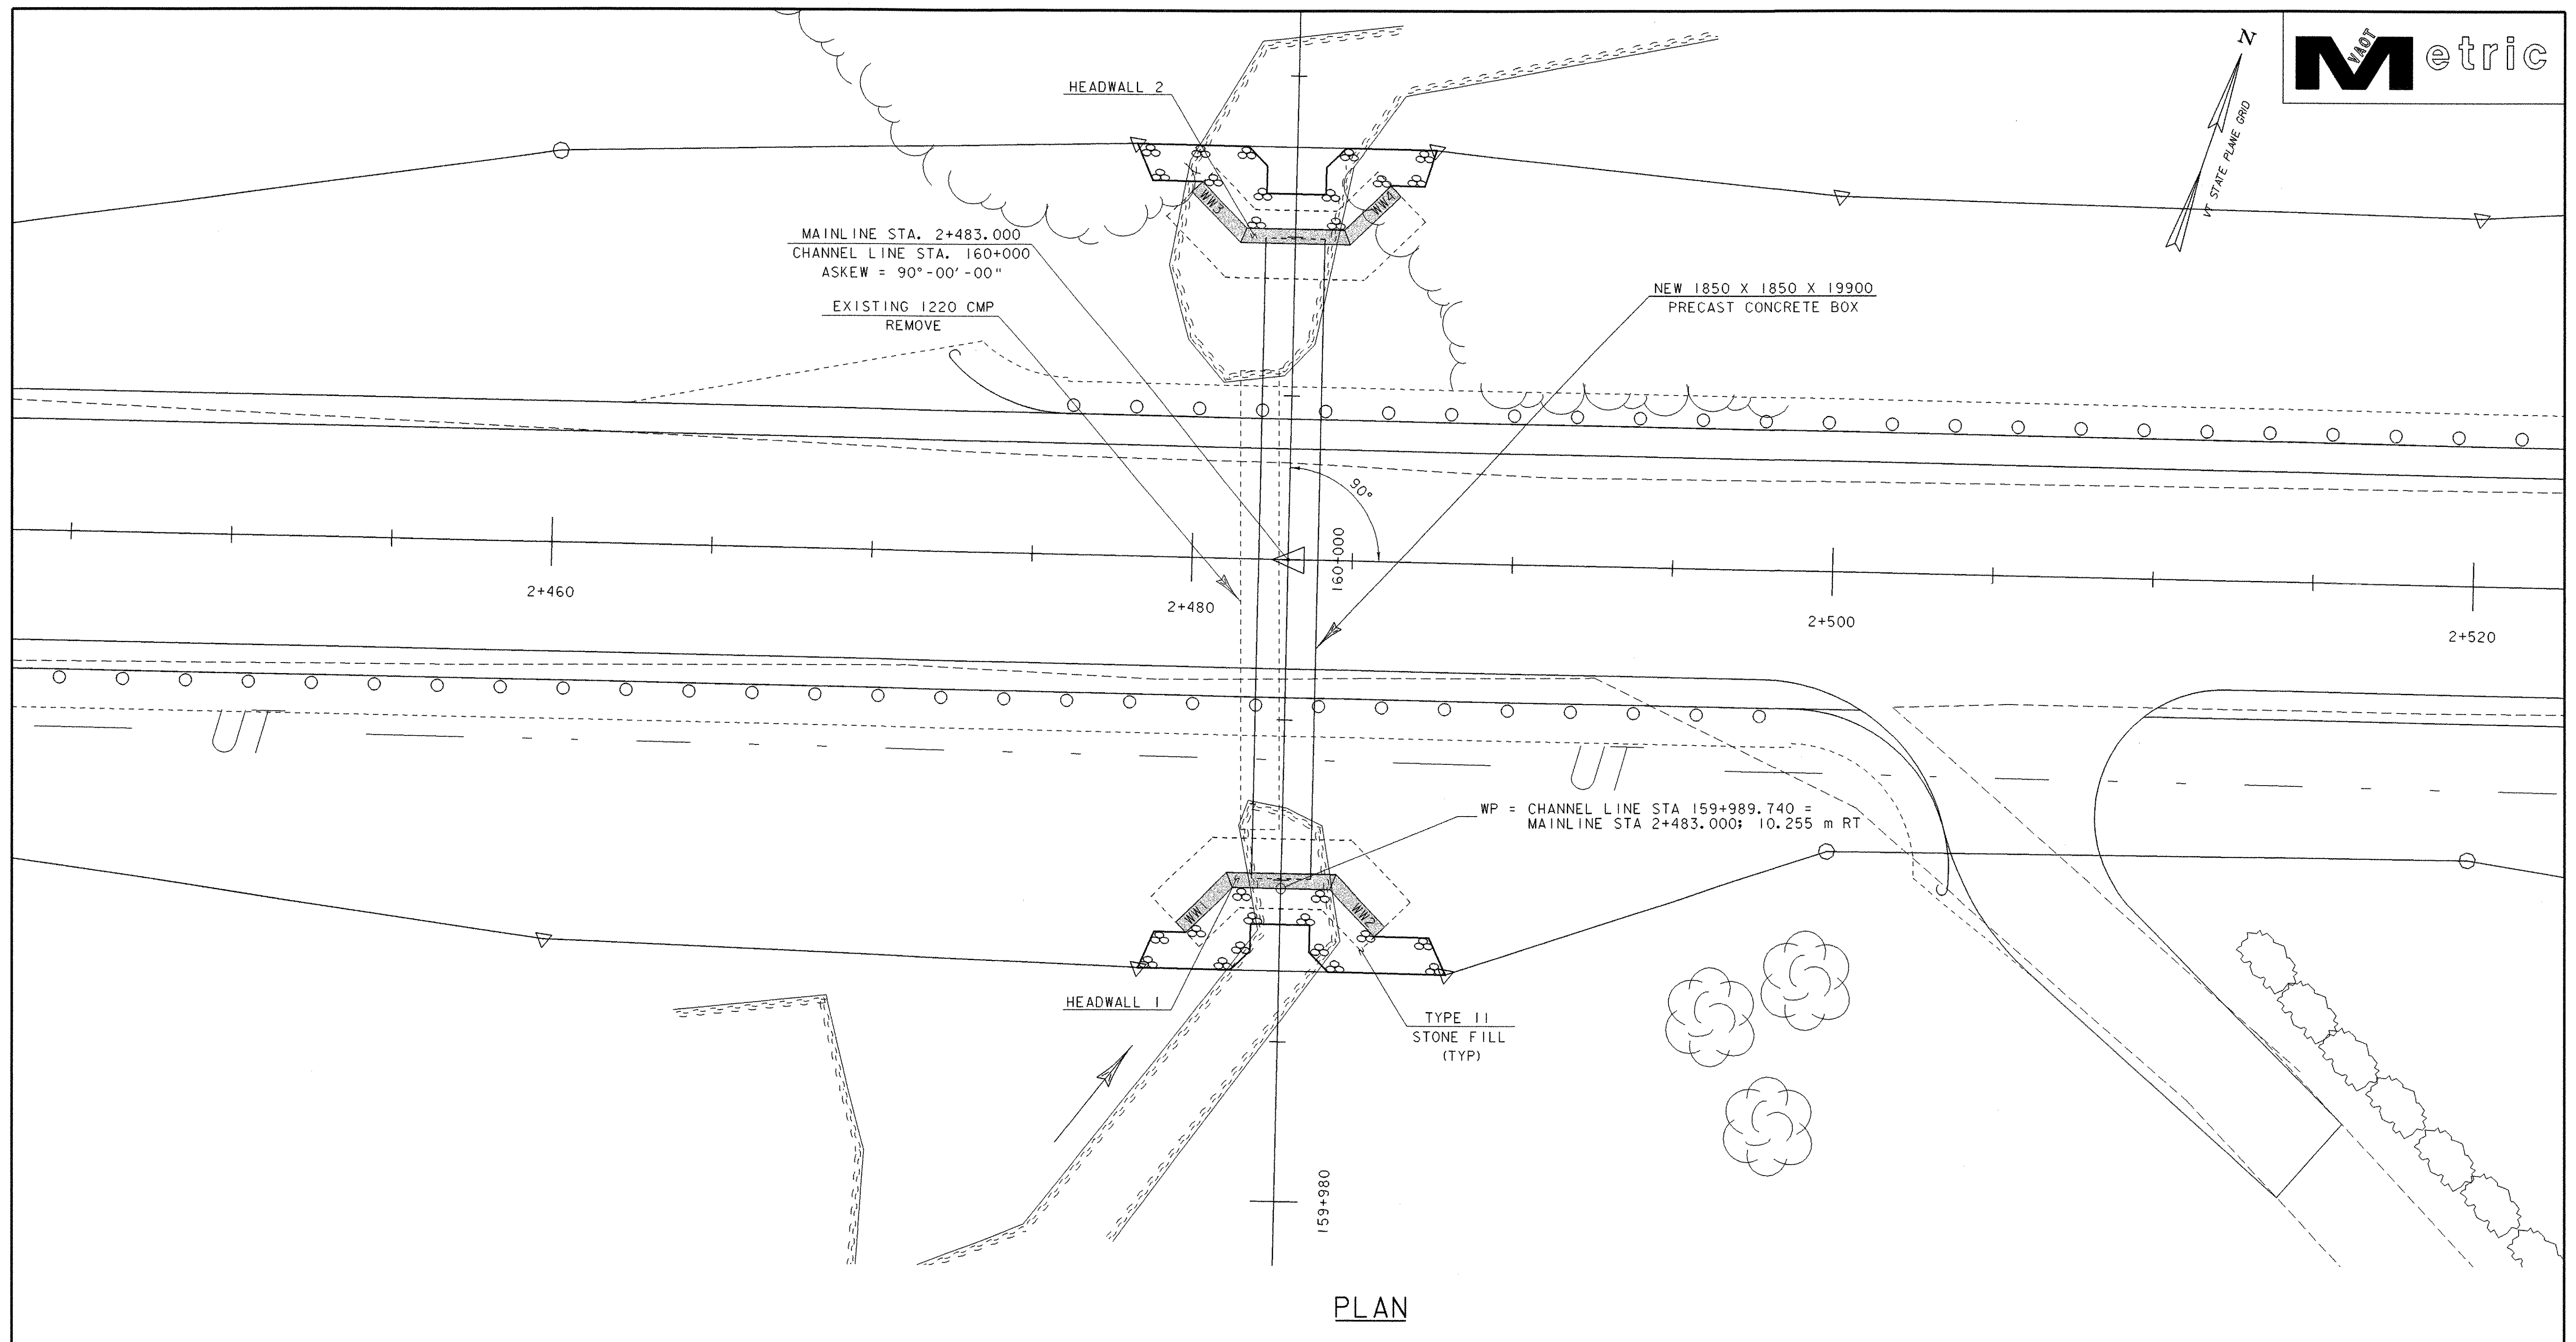 VAOT
Metric
N
VT STATE PLANE GRID
HEADWALL 2
WW3
WW4
MAINLINE STA. 2+483.000
CHANNEL LINE STA. 160+000
ASKEW = 90°-00'-00"
EXISTING 1220 CMP
REMOVE
NEW 1850 X 1850 X 19900
PRECAST CONCRETE BOX
90°
160+000
2+460
2+480
2+500
2+520
UT
UT
WP = CHANNEL LINE STA 159+989.740 =
MAINLINE STA 2+483.000; 10.255 m RT
WW1
WW2
HEADWALL 1
TYPE II
STONE FILL
(TYP)
159+980
PLAN